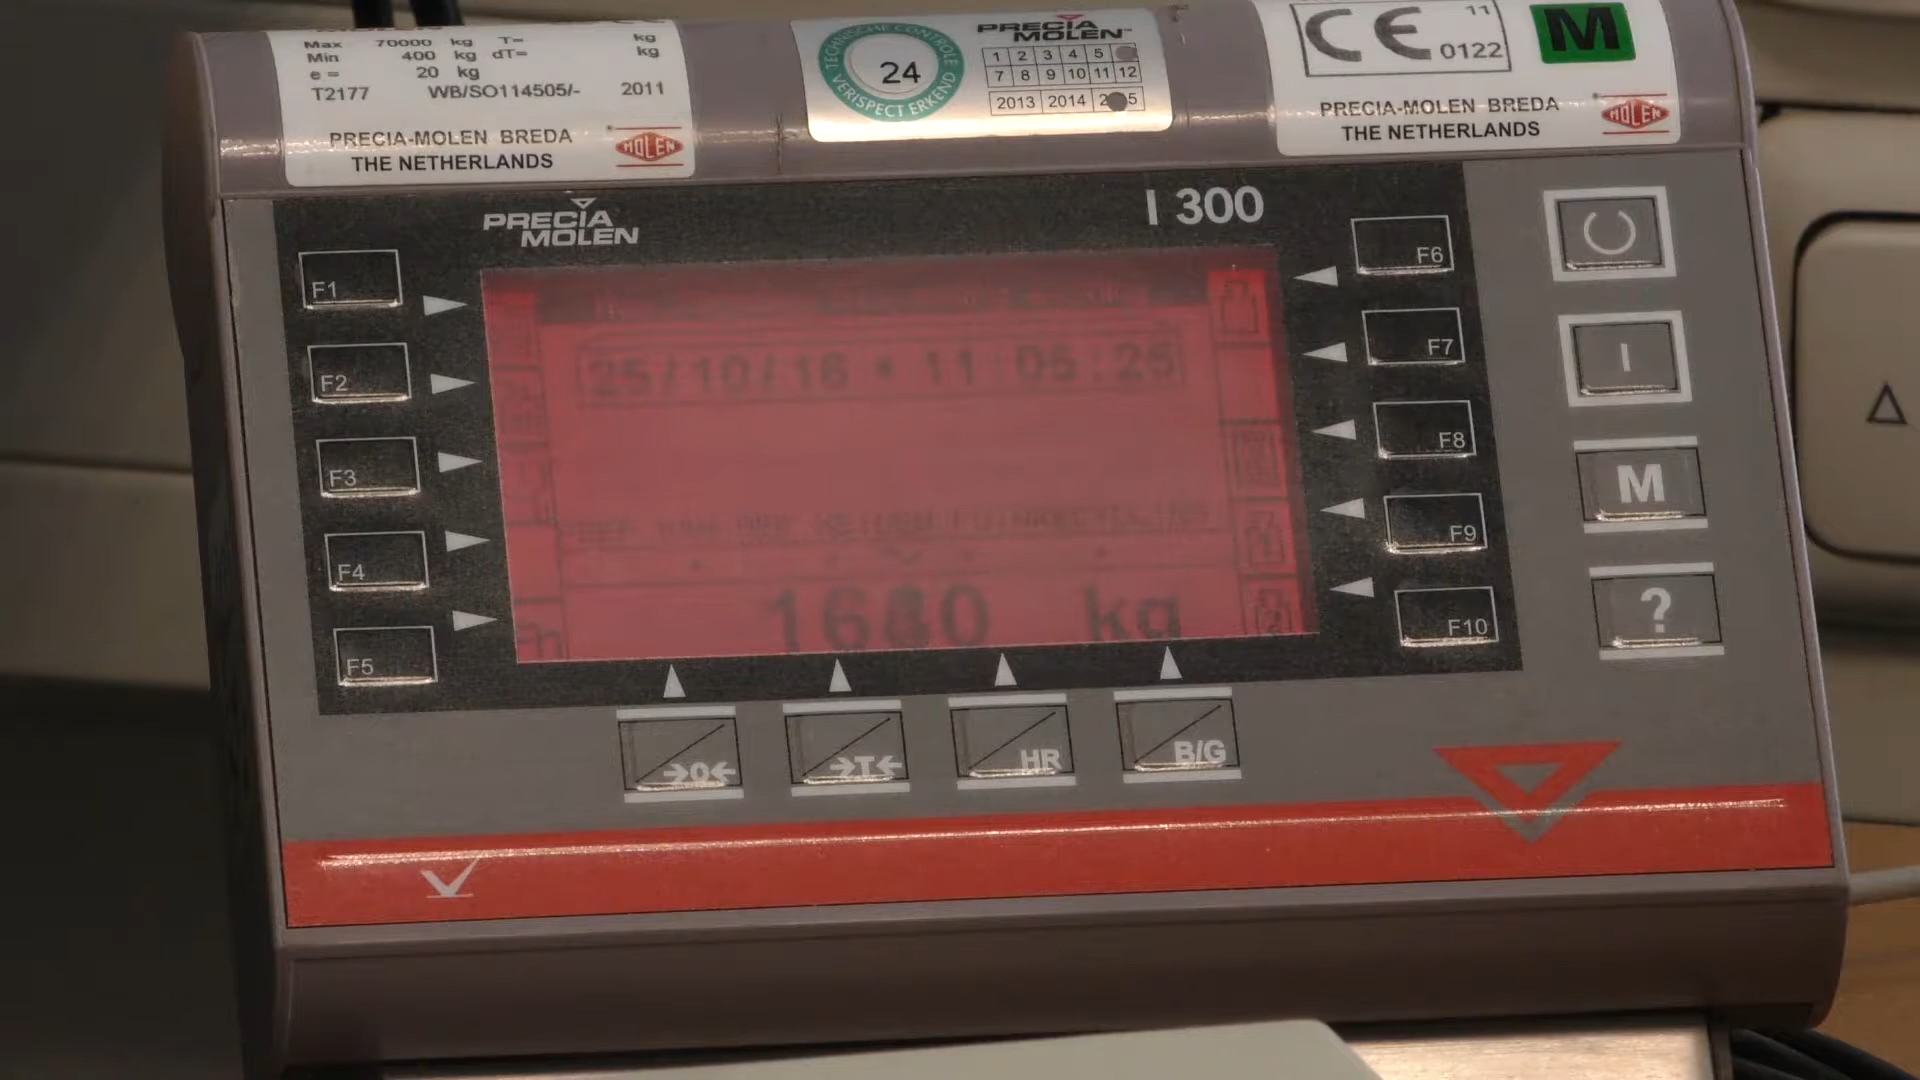 Max 70000 kg T= kg
Min 400 kg dT= kg
e = 20 kg
T2177 WB/SO114505/- 2011
PRECIA-MOLEN BREDA
THE NETHERLANDS
MOLEN
TECHNISCHE CONTROLE
24
VERISPECT ERKEND
PRECIA
MOLEN
1 2 3 4 5
7 8 9 10 11 12
2013 2014
CE 11
0122
M
PRECIA-MOLEN BREDA
THE NETHERLANDS
MOLEN
PRECIA
MOLEN
I 300
F1
F2
F3
F4
F5
25/10/16 * 11 05:25
kg
F6
F7
F8
F9
F10
I
M
?
→0←
→T←
HR
B/G